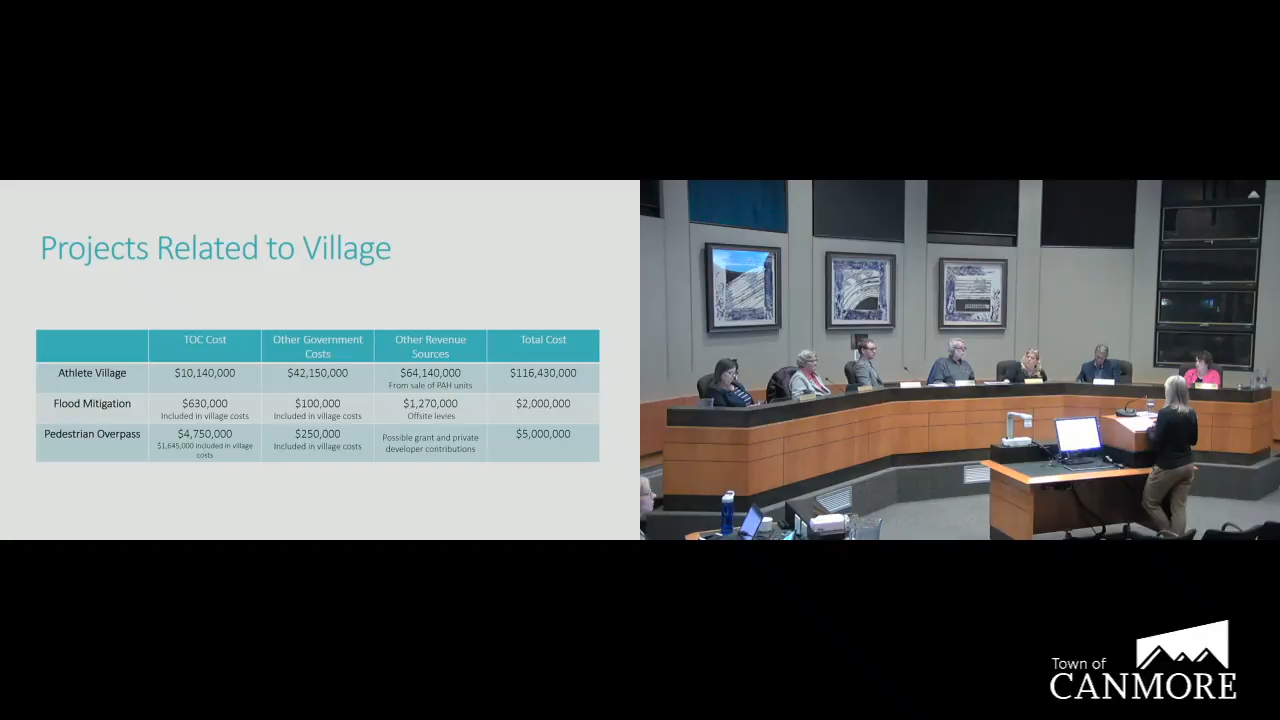 Projects Related to Village
TOC Cost
Other Government
Costs
Other Revenue
Sources
Total Cost
Athlete Village
$10,140,000
$42,150,000
$64,140,000
From sale of PAH units
$116,430,000
Flood Mitigation
$630,000
Included in village costs
$100,000
Included in village costs
$1,270,000
Offsite levies
$2,000,000
Pedestrian Overpass
$4,750,000
$1,645,000 included in village
costs
$250,000
Included in village costs
Possible grant and private
developer contributions
$5,000,000
Town of
CANMORE